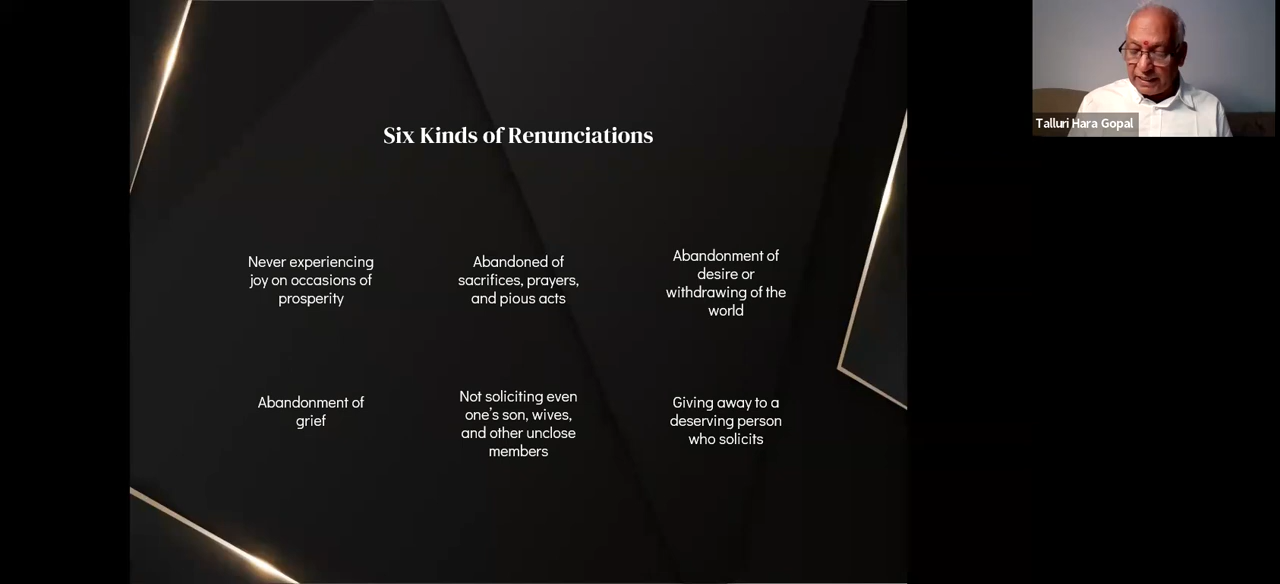 Six Kinds of Renunciations
Never experiencing
joy on occasions of
prosperity
Abandoned of
sacrifices, prayers,
and pious acts
Abandonment of
desire or
withdrawing of the
world
Abandonment of
grief
Not soliciting even
one's son, wives,
and other unclose
members
Giving away to a
deserving person
who solicits
Talluri Hara Gopal